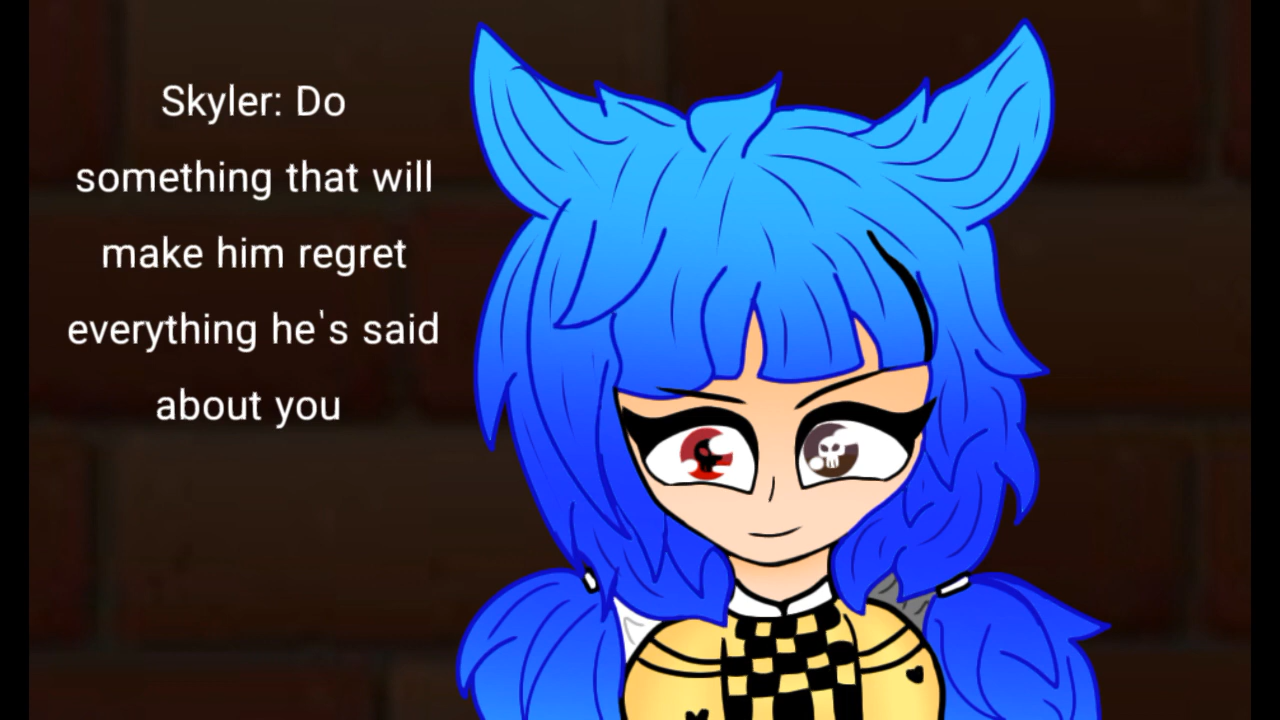 Skyler: Do
something that will
make him regret
everything he's said
about you